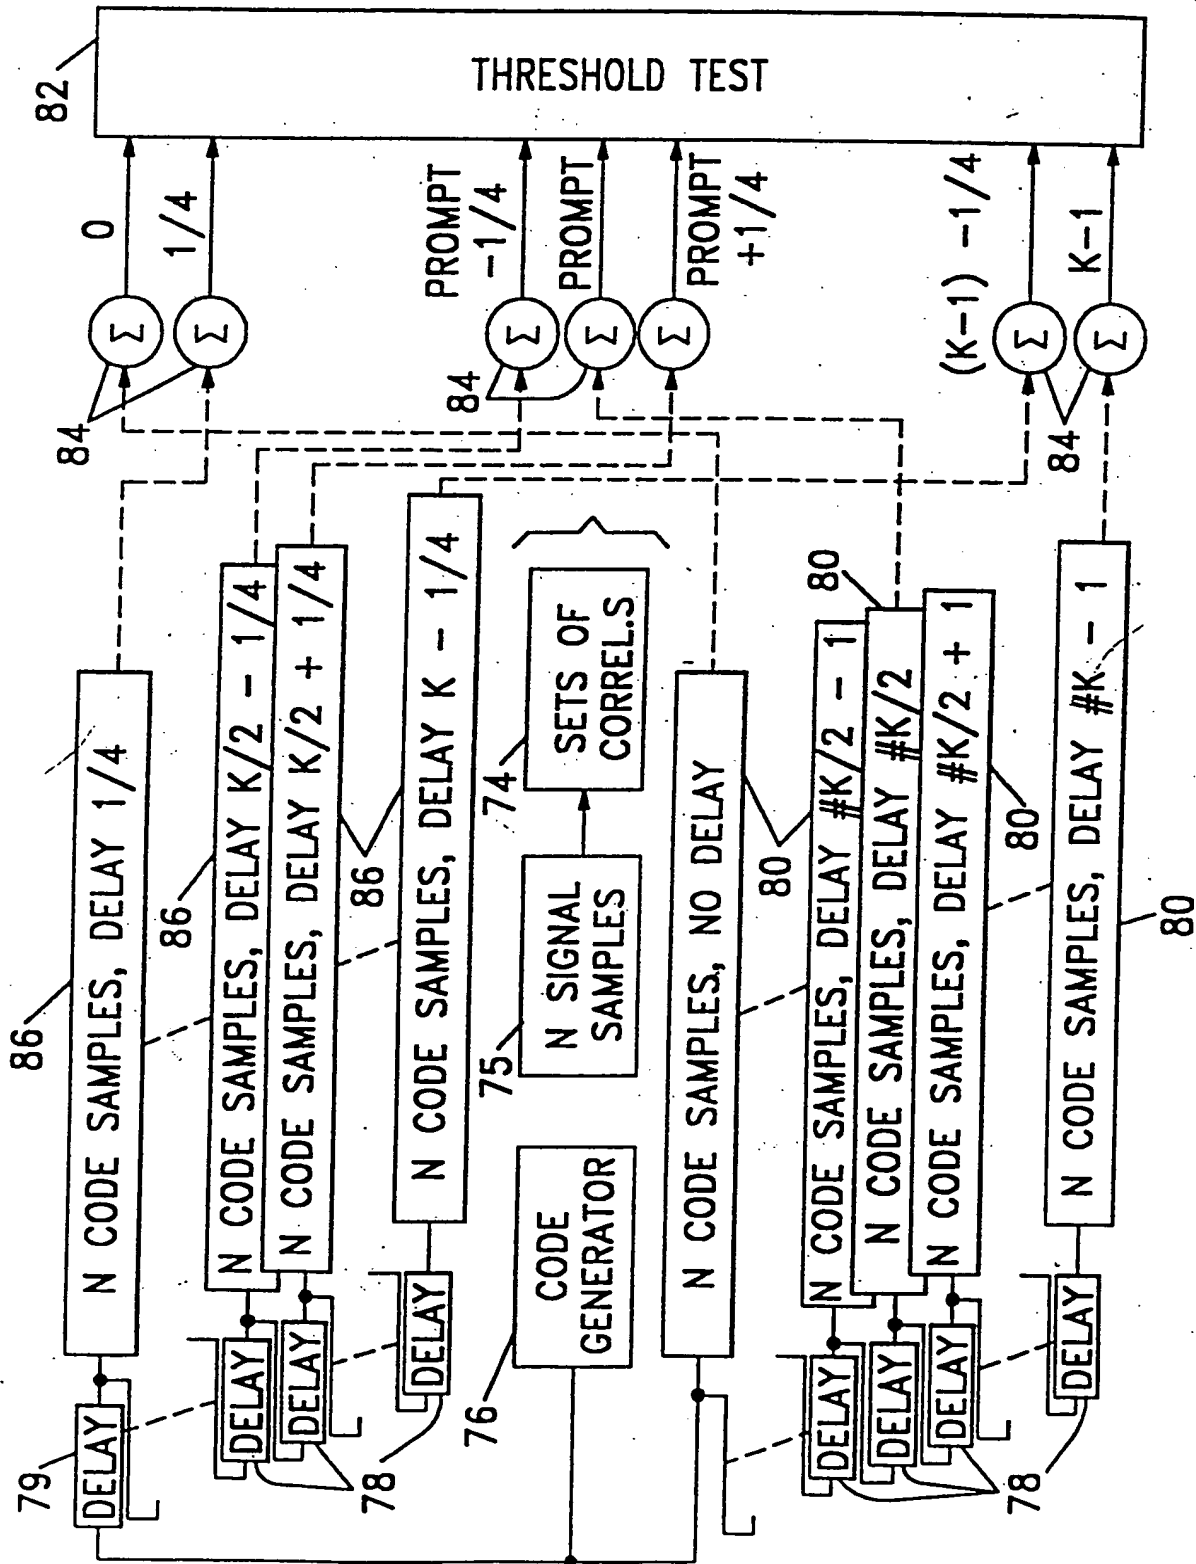 82
THRESHOLD TEST
0
1/4
PROMPT
-1/4
PROMPT
PROMPT
+1/4
(K-1) -1/4
K-1
Σ
Σ
Σ
Σ
Σ
Σ
Σ
84
84
84
86
N CODE SAMPLES, DELAY 1/4
86
N CODE SAMPLES, DELAY K/2 - 1/4
N CODE SAMPLES, DELAY K/2 + 1/4
86
N CODE SAMPLES, DELAY K - 1/4
74
SETS OF
CORREL.S
75
N SIGNAL
SAMPLES
76
CODE
GENERATOR
N CODE SAMPLES, NO DELAY
80
N CODE SAMPLES, DELAY #K/2 - 1
80
N CODE SAMPLES, DELAY #K/2
N CODE SAMPLES, DELAY #K/2 + 1
80
N CODE SAMPLES, DELAY #K - 1
80
79
DELAY
DELAY
DELAY
DELAY
78
DELAY
DELAY
DELAY
DELAY
78